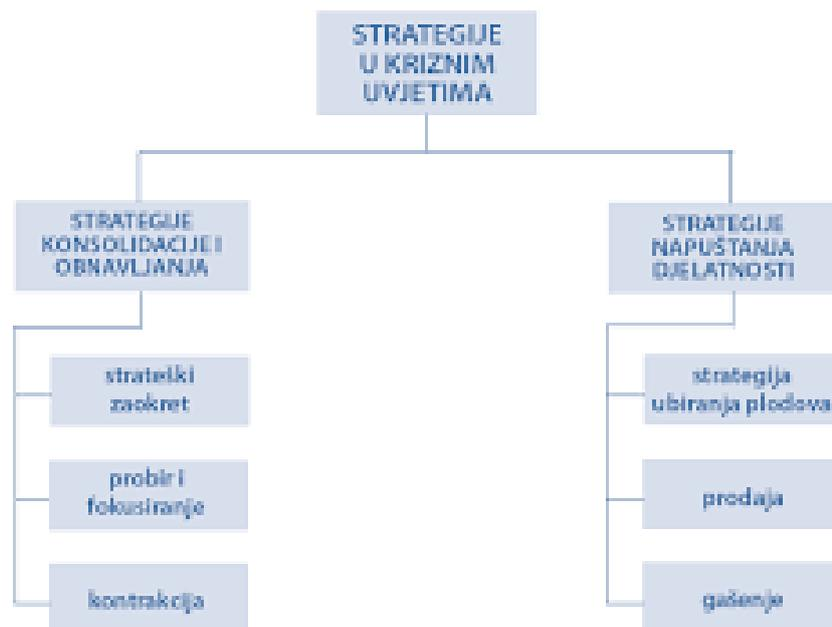 STRATEGIJE
U KRIZNIM
UVJETIMA
STRATEGIJE
KONSOLIDACIJE I
OBNAVLJANJA
strateški
zaokret
probir i
fokusiranje
kontrakcija
STRATEGIJE
NAPUŠTANJA
DJELATNOSTI
strategija
ubiranja plodova
prodaja
gašenje